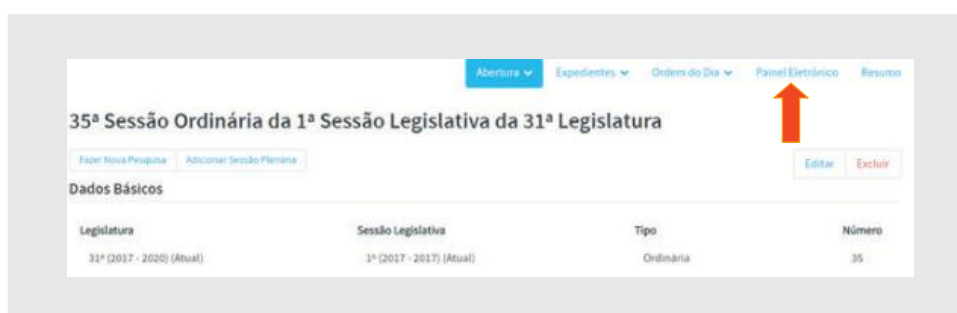 Abertura Expedientes Ordem do Dia Painel Eletrônico Resumo
35ª Sessão Ordinária da 1ª Sessão Legislativa da 31ª Legislatura
Fazer Nova Pesquisa Adicionar Sessão Plenária Editar Excluir
Dados Básicos
Legislatura Sessão Legislativa Tipo Número
31ª (2017 - 2020) (Atual) 1ª (2017 - 2017) (Atual) Ordinária 35